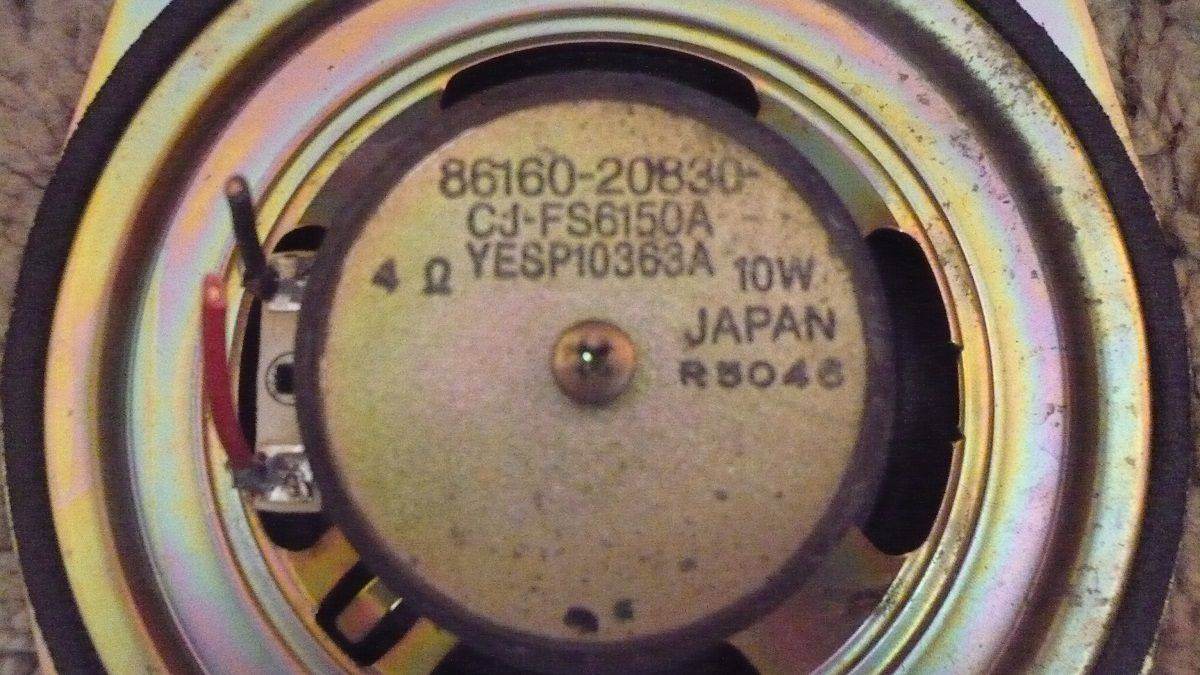 86160-20830
CJ-FS6150A
YESP10363A
4 Ω
10W
JAPAN
R5046